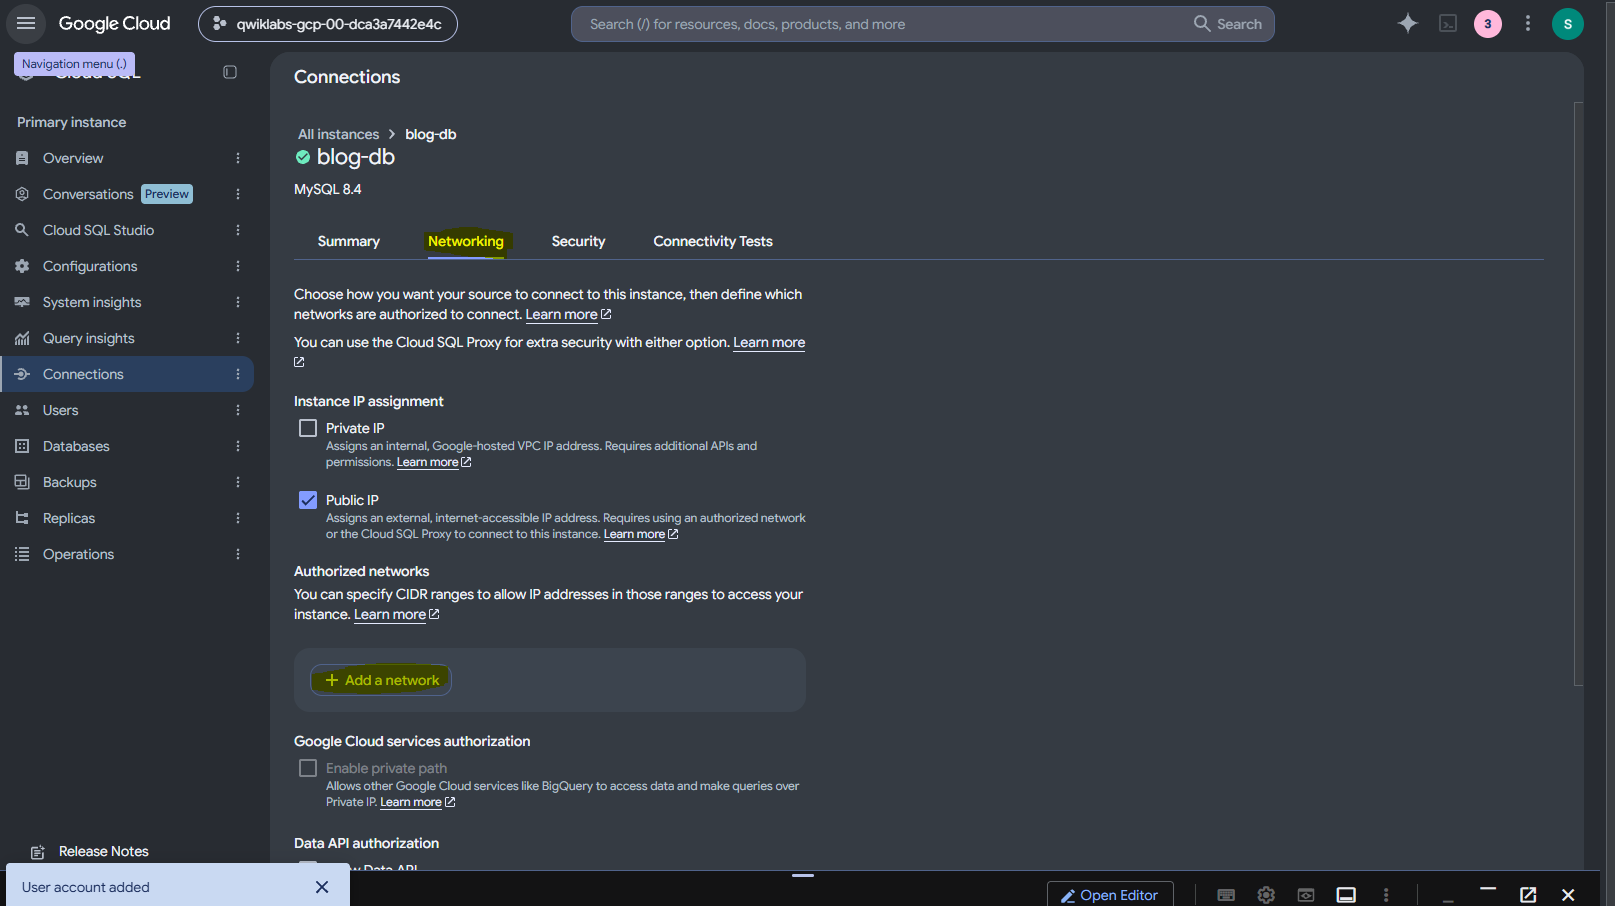 Google Cloud
qwiklabs-gcp-00-dca3a7442e4c
Search (/) for resources, docs, products, and more
Search
3
S
Navigation menu (.)
Cloud SQL
Connections
Primary instance
Overview
Conversations Preview
Cloud SQL Studio
Configurations
System insights
Query insights
Connections
Users
Databases
Backups
Replicas
Operations
Release Notes
All instances > blog-db
blog-db
MySQL 8.4
Summary Networking Security Connectivity Tests
Choose how you want your source to connect to this instance, then define which
networks are authorized to connect. Learn more
You can use the Cloud SQL Proxy for extra security with either option. Learn more
Instance IP assignment
Private IP
Assigns an internal, Google-hosted VPC IP address. Requires additional APIs and
permissions. Learn more
Public IP
Assigns an external, internet-accessible IP address. Requires using an authorized network
or the Cloud SQL Proxy to connect to this instance. Learn more
Authorized networks
You can specify CIDR ranges to allow IP addresses in those ranges to access your
instance. Learn more
+ Add a network
Google Cloud services authorization
Enable private path
Allows other Google Cloud services like BigQuery to access data and make queries over
Private IP. Learn more
Data API authorization
Data API
User account added
Open Editor